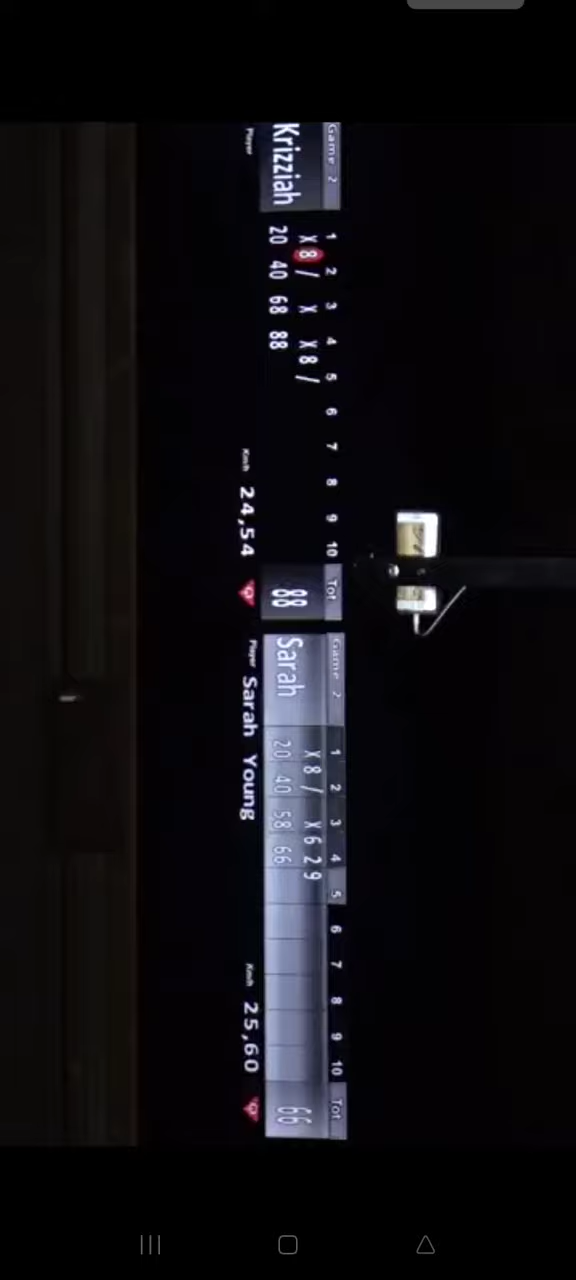 Game 2 1 2 3 4 5 6 7 8 9 10 Tot
Krizziah X 8 / X X 8 / 88
20 40 68 88
Player Km/h 24,54
Game 2 1 2 3 4 5 6 7 8 9 10 Tot
Sarah X 8 / X 6 2 9 66
20 40 58 66
Player Sarah Young Km/h 25,60